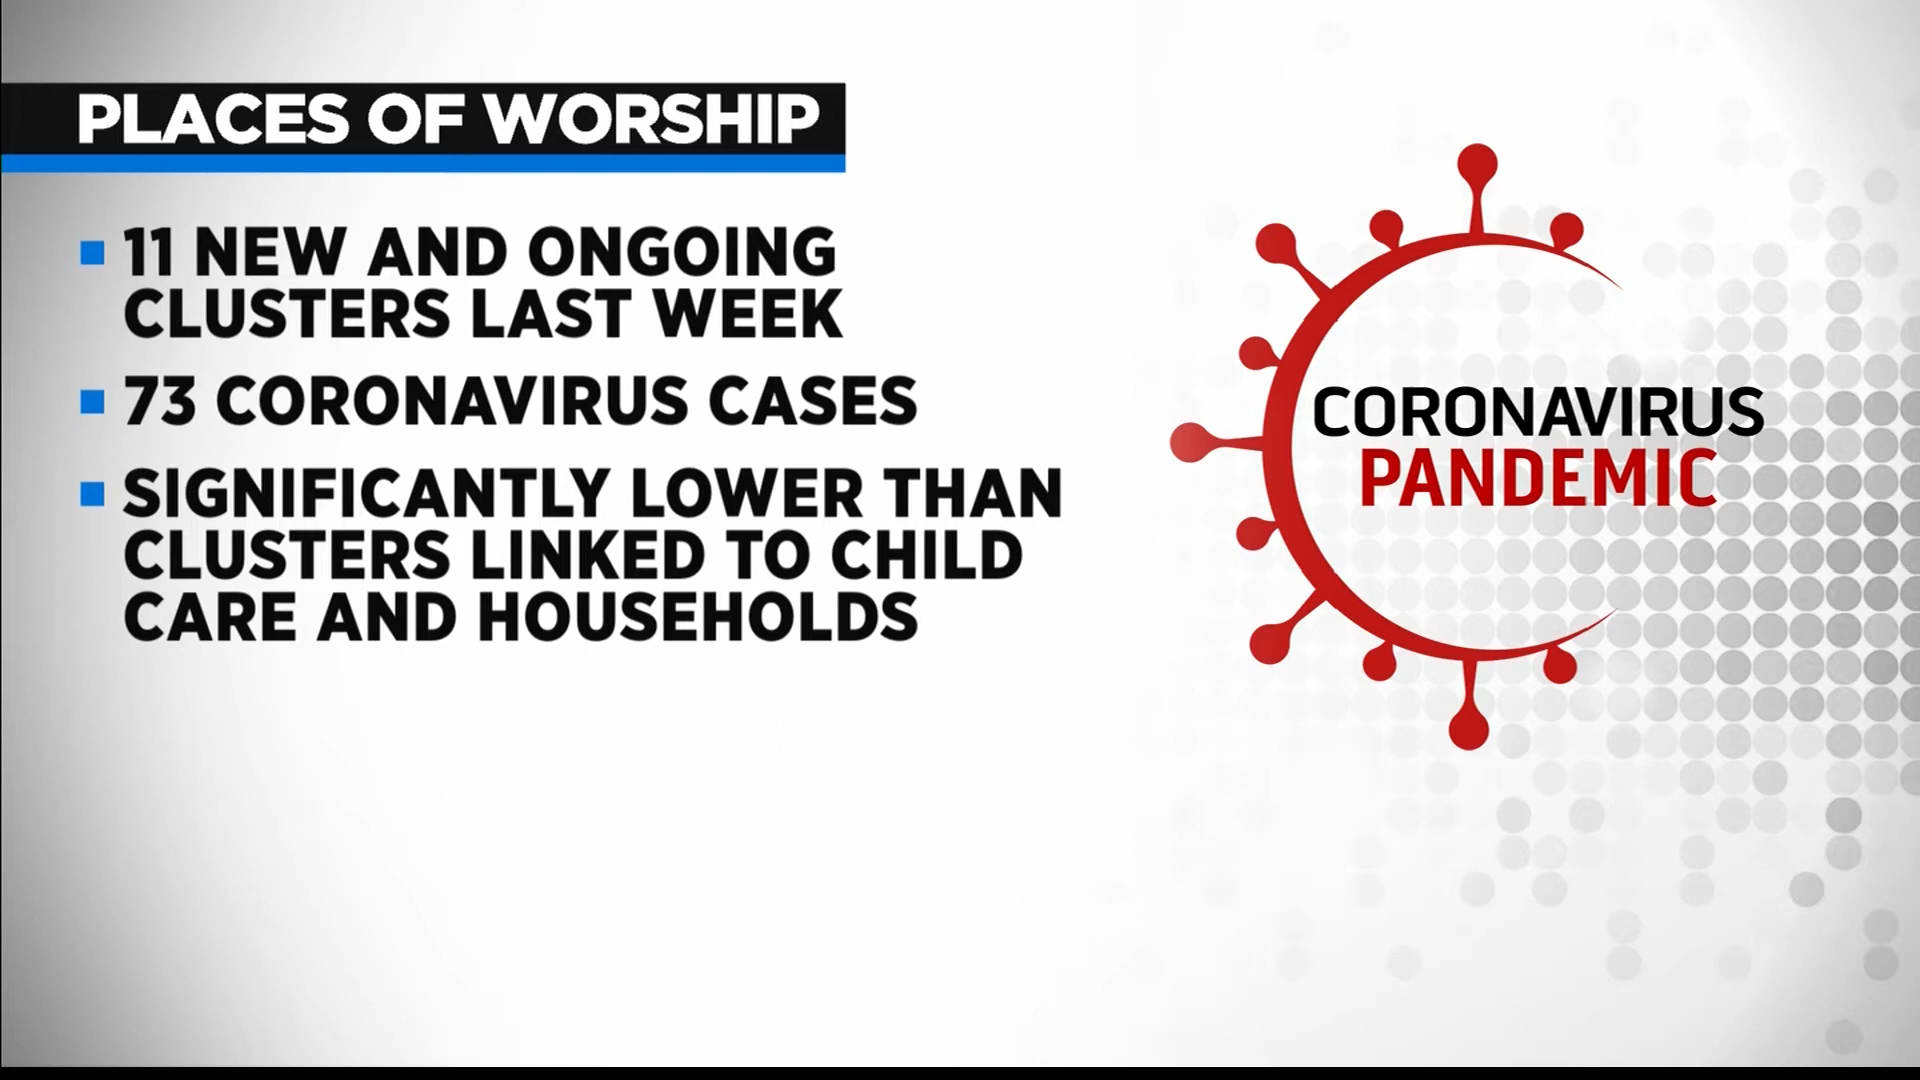 PLACES OF WORSHIP
11 NEW AND ONGOING
CLUSTERS LAST WEEK
73 CORONAVIRUS CASES
SIGNIFICANTLY LOWER THAN
CLUSTERS LINKED TO CHILD
CARE AND HOUSEHOLDS
CORONAVIRUS
PANDEMIC